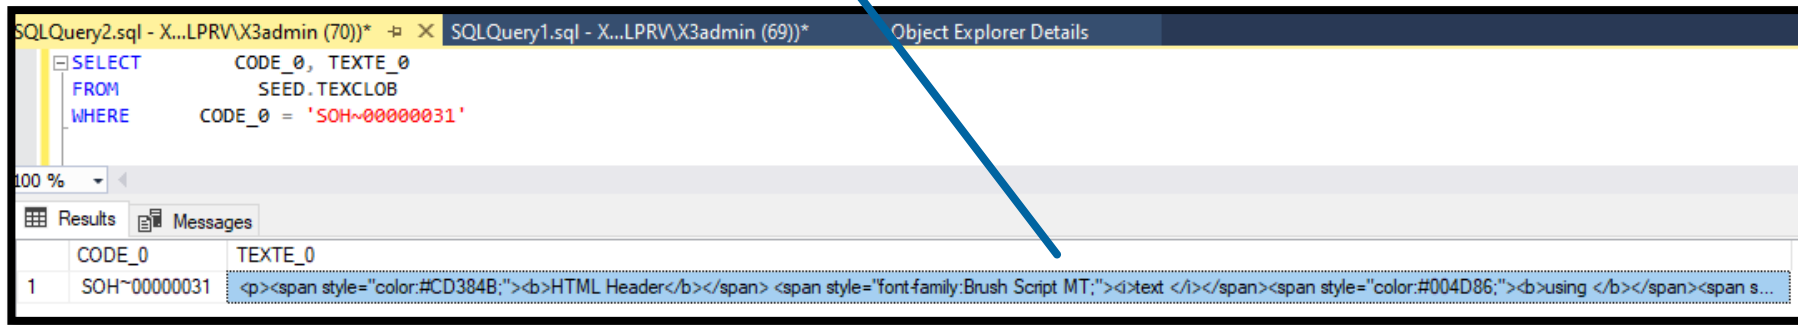 SQLQuery2.sql - X...LPRV\X3admin (70))* SQLQuery1.sql - X...LPRV\X3admin (69))* Object Explorer Details
SELECT CODE_0, TEXTE_0
FROM SEED.TEXCLOB
WHERE CODE_0 = 'SOH~00000031'
100 %
Results Messages
CODE_0 TEXTE_0
1 SOH~00000031 <p><span style="color:#CD384B;"><b>HTML Header</b></span> <span style="font-family:Brush Script MT;"><i>text </i></span><span style="color:#004D86;"><b>using </b></span><span s...